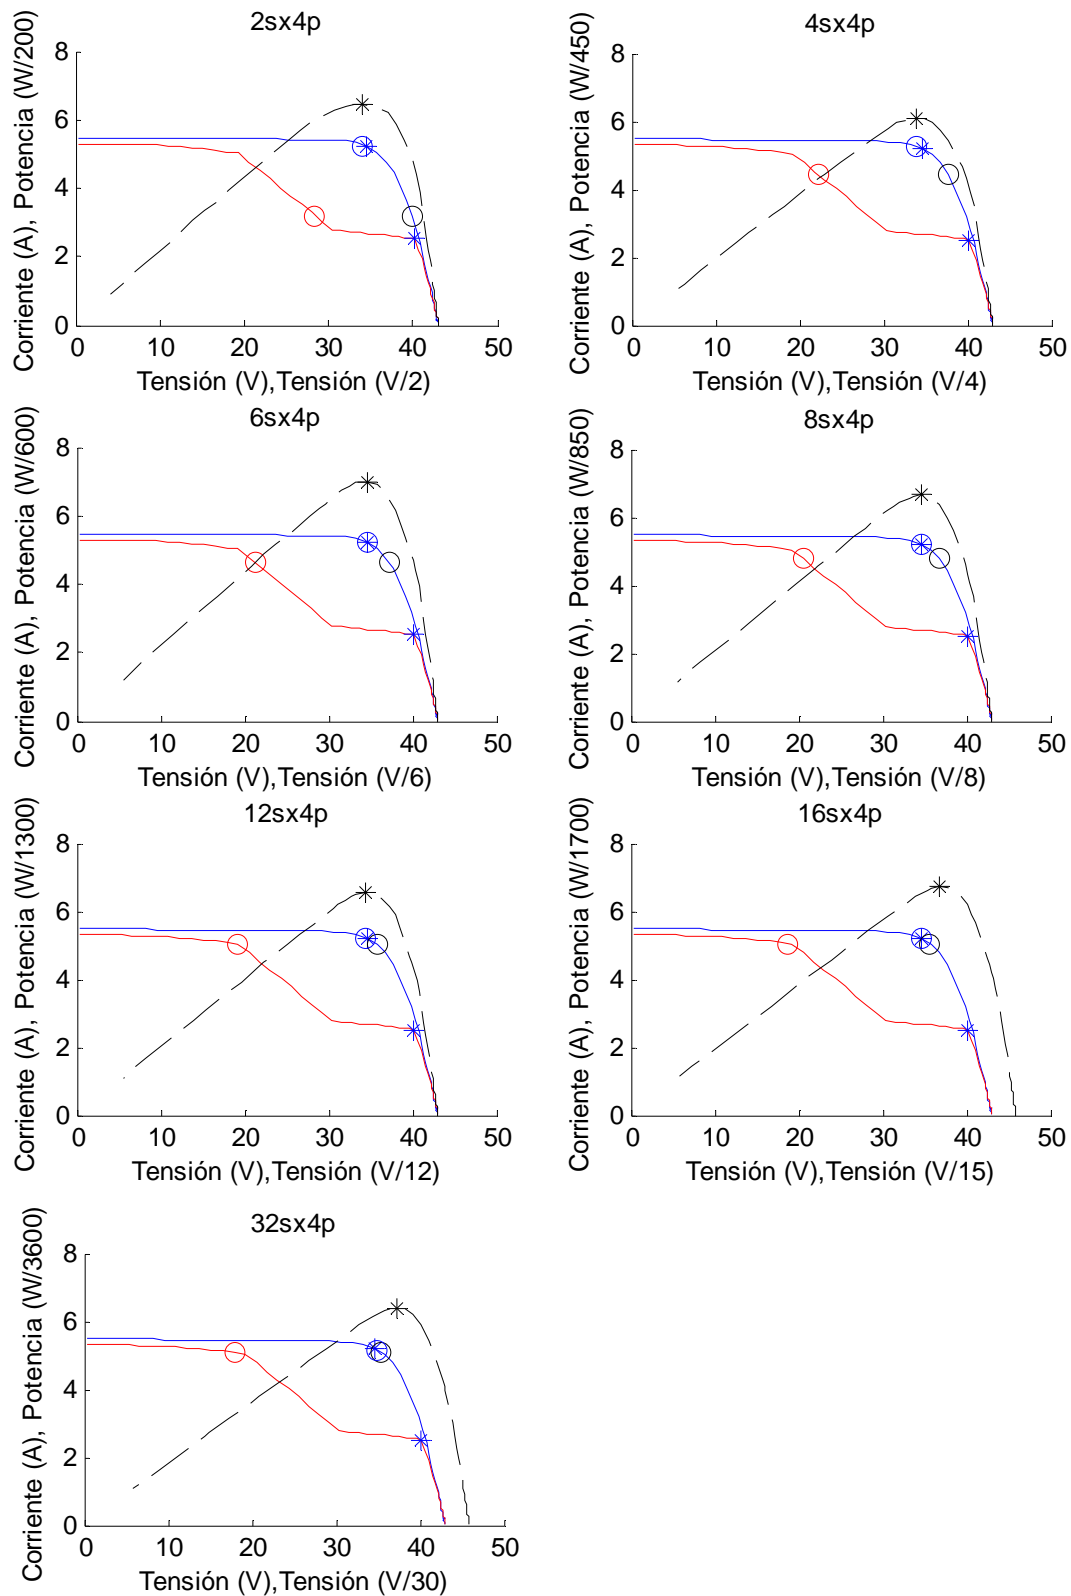 2sx4p
Corriente (A), Potencia (W/200)
8
6
4
2
0
0 10 20 30 40 50
Tensión (V),Tensión (V/2)
4sx4p
Corriente (A), Potencia (W/450)
8
6
4
2
0
0 10 20 30 40 50
Tensión (V),Tensión (V/4)
6sx4p
Corriente (A), Potencia (W/600)
8
6
4
2
0
0 10 20 30 40 50
Tensión (V),Tensión (V/6)
8sx4p
Corriente (A), Potencia (W/850)
8
6
4
2
0
0 10 20 30 40 50
Tensión (V),Tensión (V/8)
12sx4p
Corriente (A), Potencia (W/1300)
8
6
4
2
0
0 10 20 30 40 50
Tensión (V),Tensión (V/12)
16sx4p
Corriente (A), Potencia (W/1700)
8
6
4
2
0
0 10 20 30 40 50
Tensión (V),Tensión (V/15)
32sx4p
Corriente (A), Potencia (W/3600)
8
6
4
2
0
0 10 20 30 40 50
Tensión (V),Tensión (V/30)